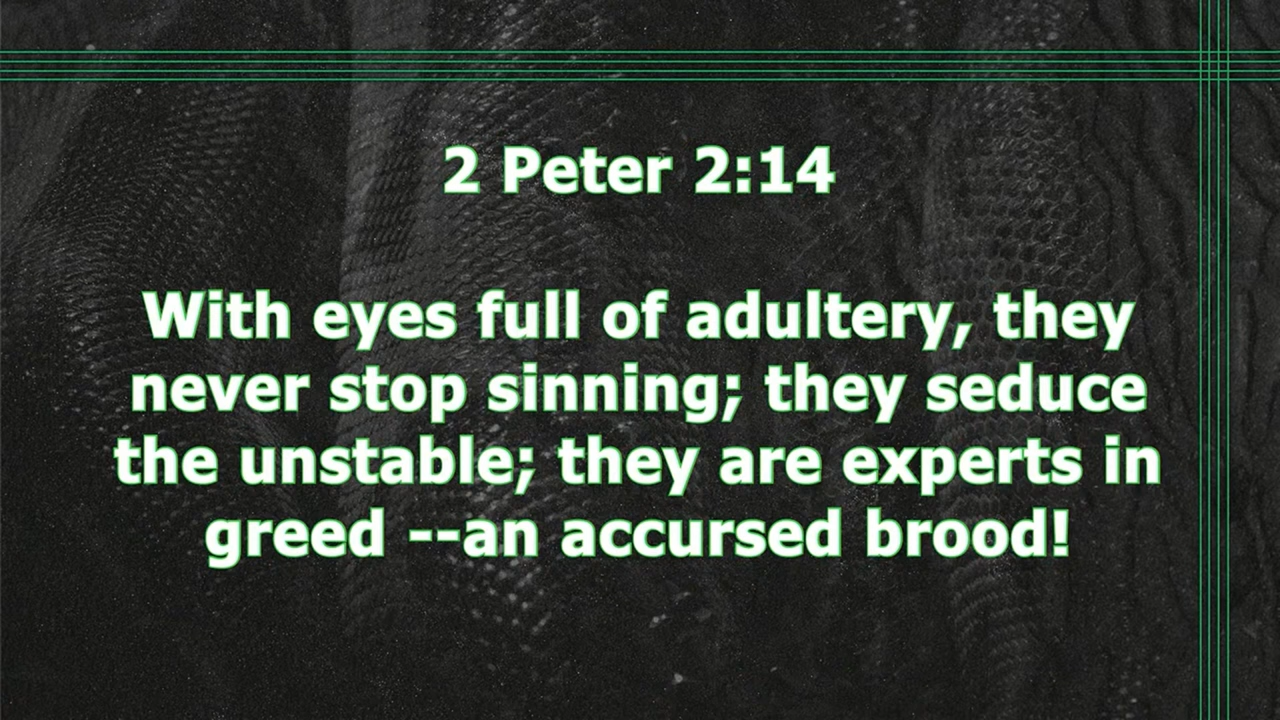 2 Peter 2:14
With eyes full of adultery, they
never stop sinning; they seduce
the unstable; they are experts in
greed --an accursed brood!